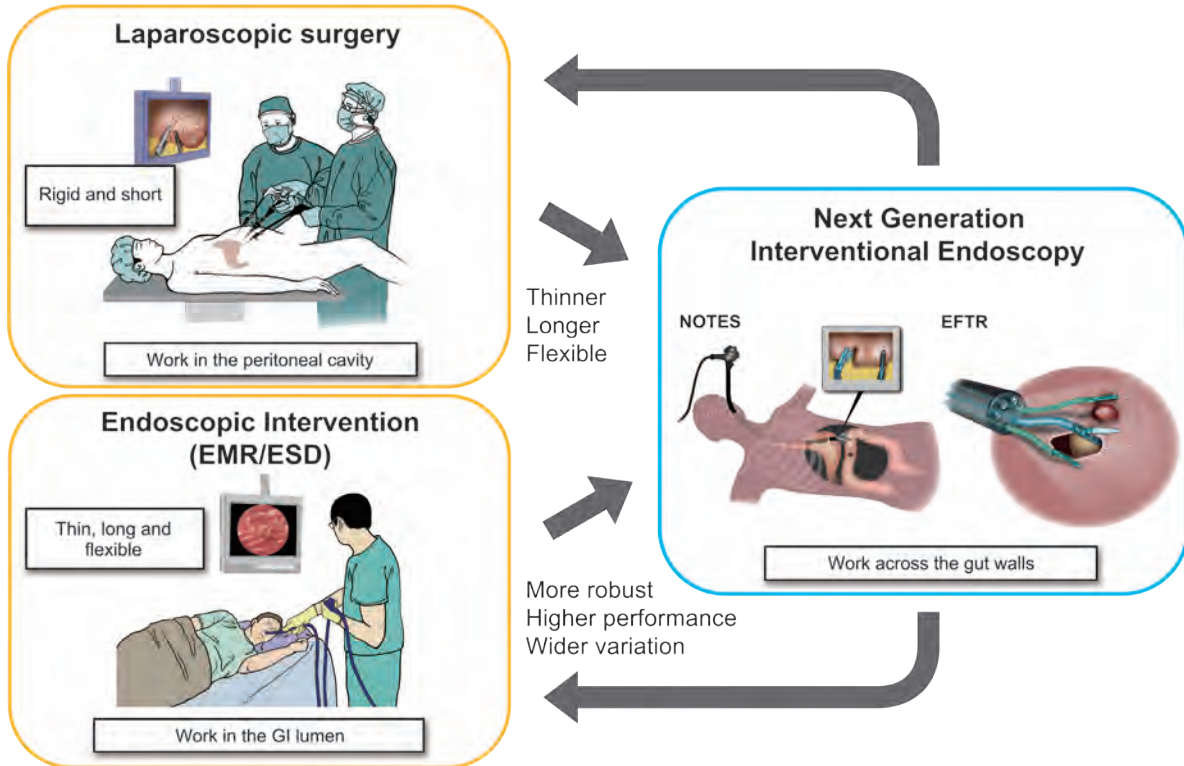 Laparoscopic surgery
Rigid and short
Work in the peritoneal cavity
Endoscopic Intervention
(EMR/ESD)
Thin, long and
flexible
Work in the GI lumen
Thinner
Longer
Flexible
More robust
Higher performance
Wider variation
Next Generation
Interventional Endoscopy
NOTES
EFTR
Work across the gut walls